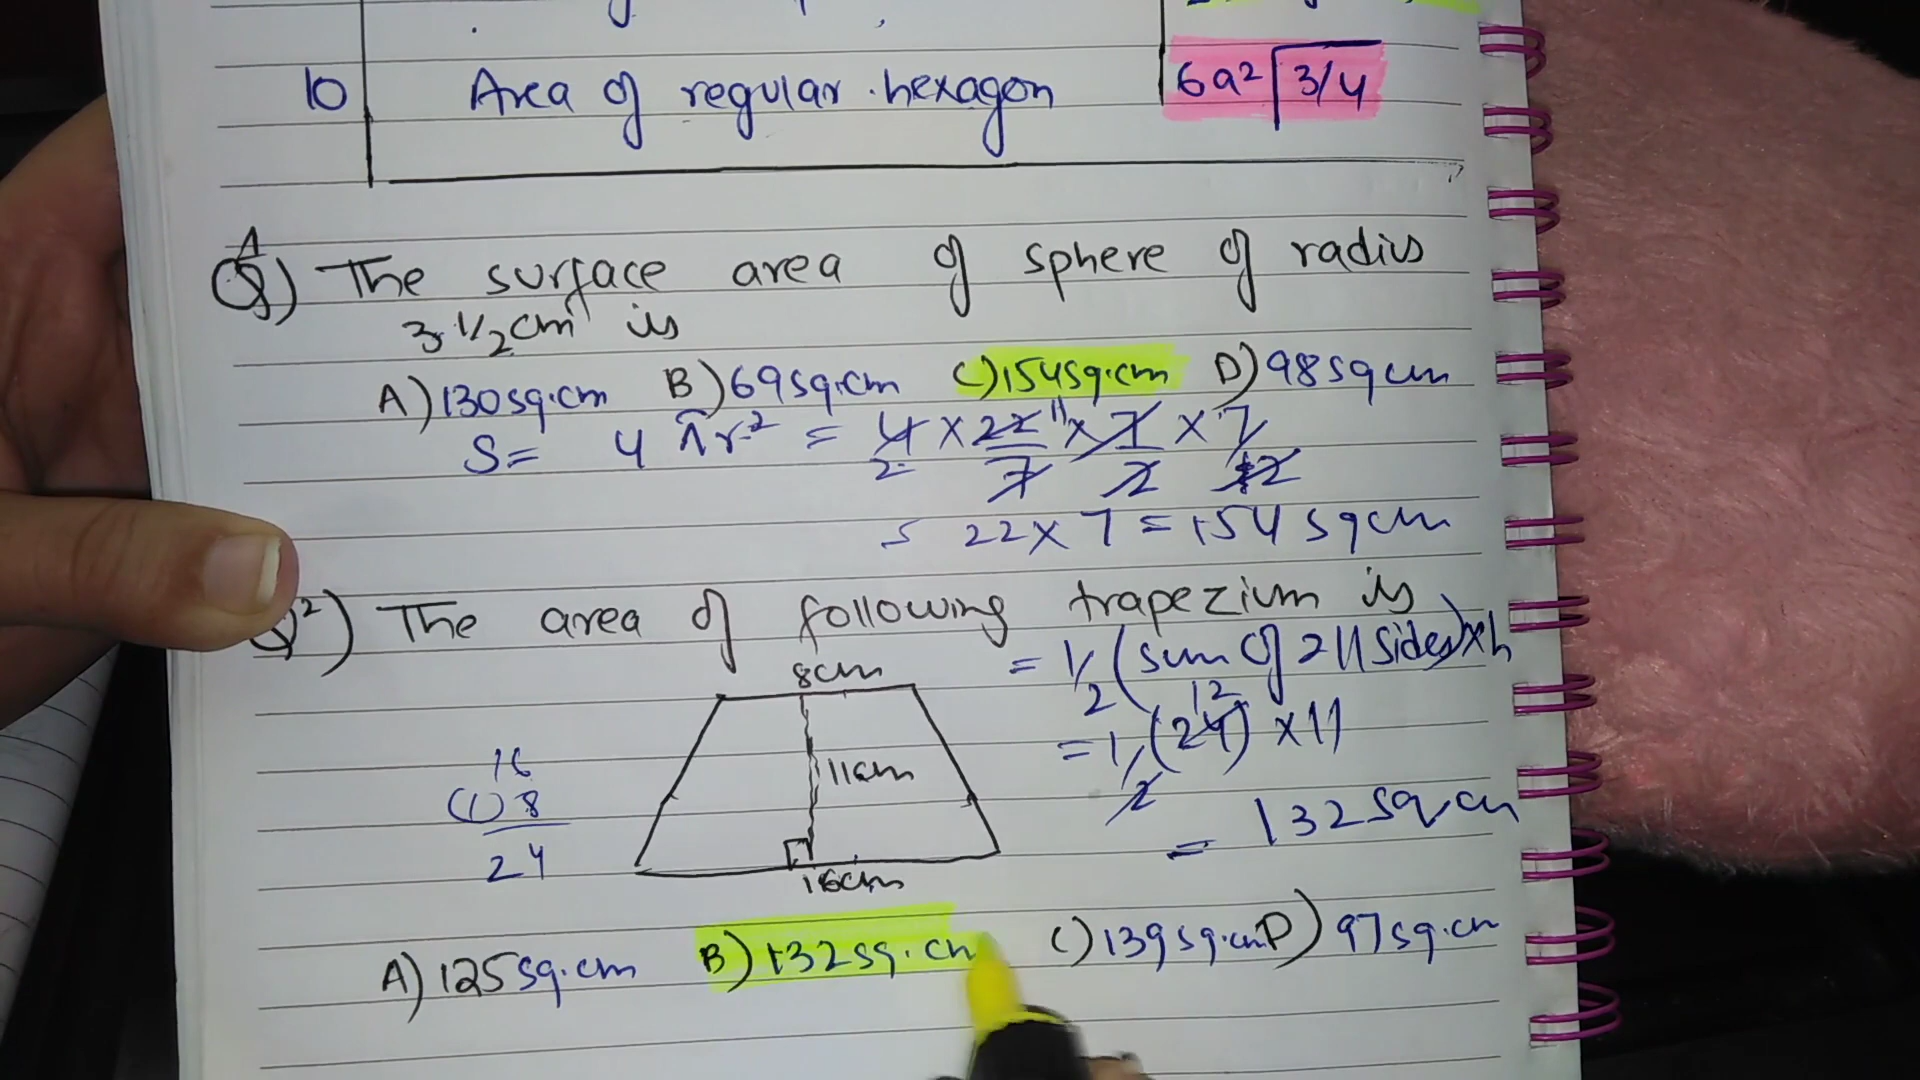 10 Area of regular hexagon 6a² √3/4
Q1) The surface area of sphere of radius
3 1/2 cm is
A) 130 sq.cm B) 69 sq.cm C) 154 sq.cm D) 98 sq cm
S = 4 πr² = 4 × 22/7 × 7/2 × 7/2
2 11
22 × 7 = 154 sq cm
Q2) The area of following trapezium is
= 1/2 (sum of 2 || sides) × h
8cm
12
= 1/2 (24) × 11
11cm
16
(+) 8
24
= 132 sq cm
16cm
A) 125 sq.cm B) 132 sq.cm C) 139 sq.cm D) 97 sq.cm